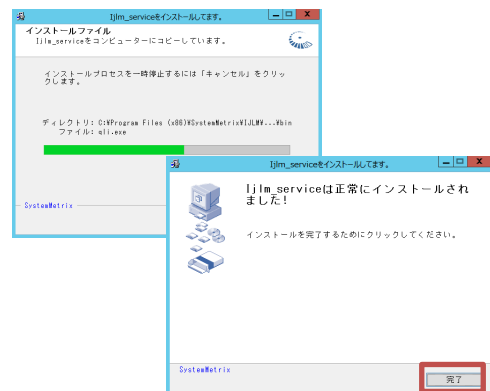 Ijlm_serviceをインストールしてます。
インストールファイル
Ijlm_serviceをコンピューターにコピーしています。
インストールプロセスを一時停止するには「キャンセル」をクリッ
クします。
ディレクトリ: C:¥Program Files (x86)¥SystemMetrix¥IJLM¥...¥bin
ファイル: qli.exe
SystemMetrix
Ijlm_serviceをインストールしてます。
Ijlm_serviceは正常にインストールされ
ました!
インストールを完了するためにクリックしてください。
SystemMetrix
完了